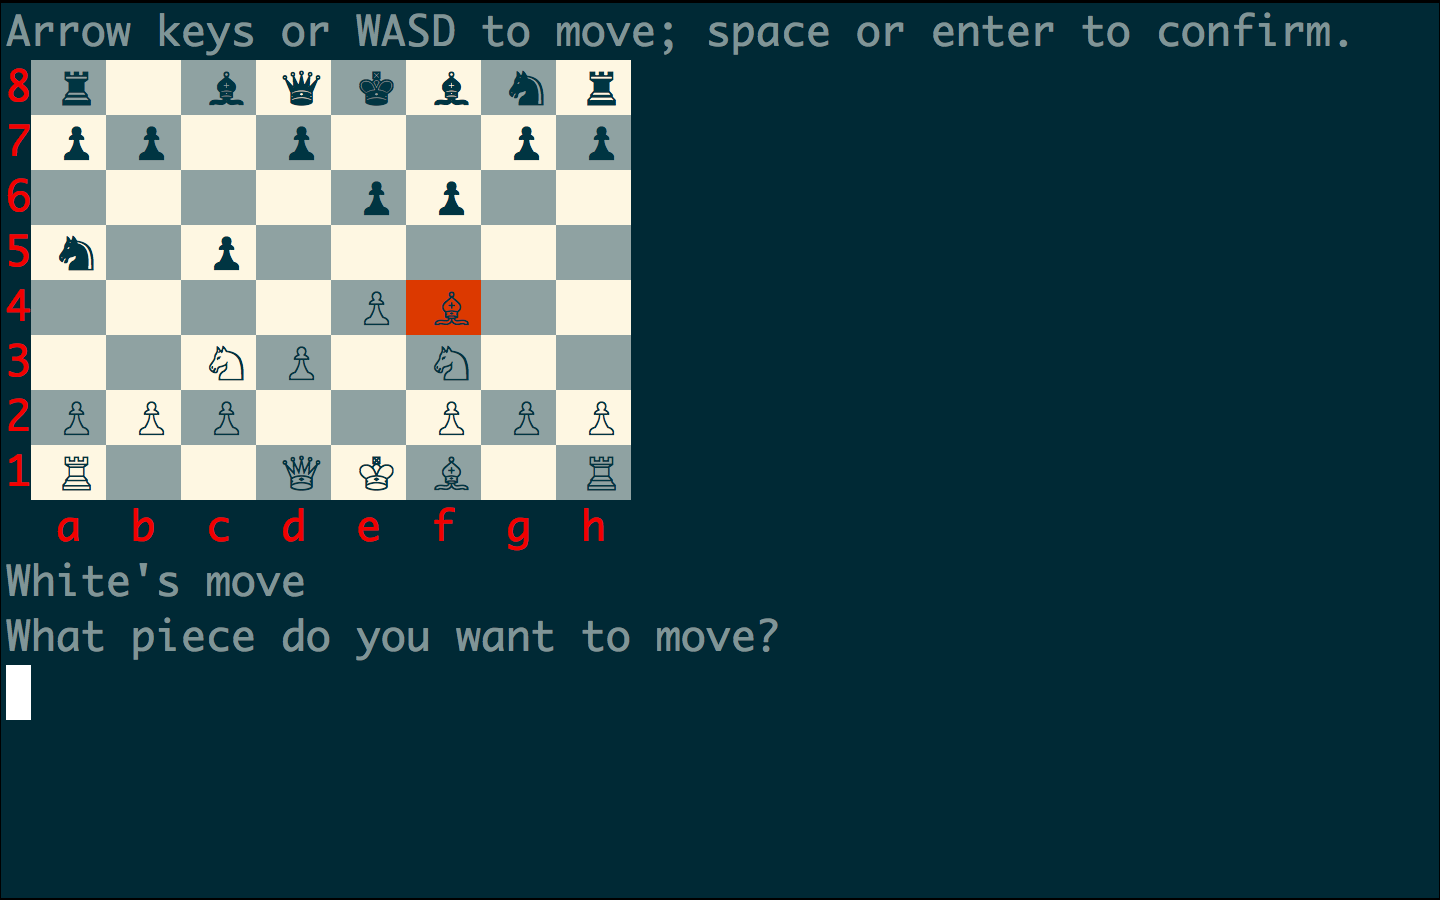 Arrow keys or WASD to move; space or enter to confirm.
8
7
6
5
4
3
2
1
a b c d e f g h
White's move
What piece do you want to move?